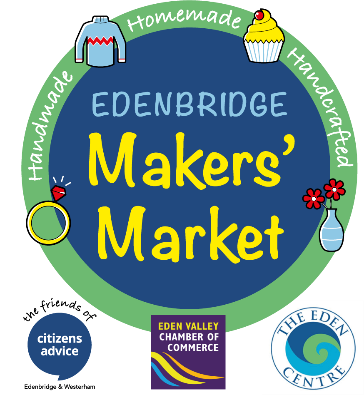 Handmade
Homemade
Handcrafted
EDENBRIDGE
Makers'
Market
the friends of
citizens
advice
Edenbridge & Westerham
EDEN VALLEY
CHAMBER OF
COMMERCE
THE EDEN
CENTRE